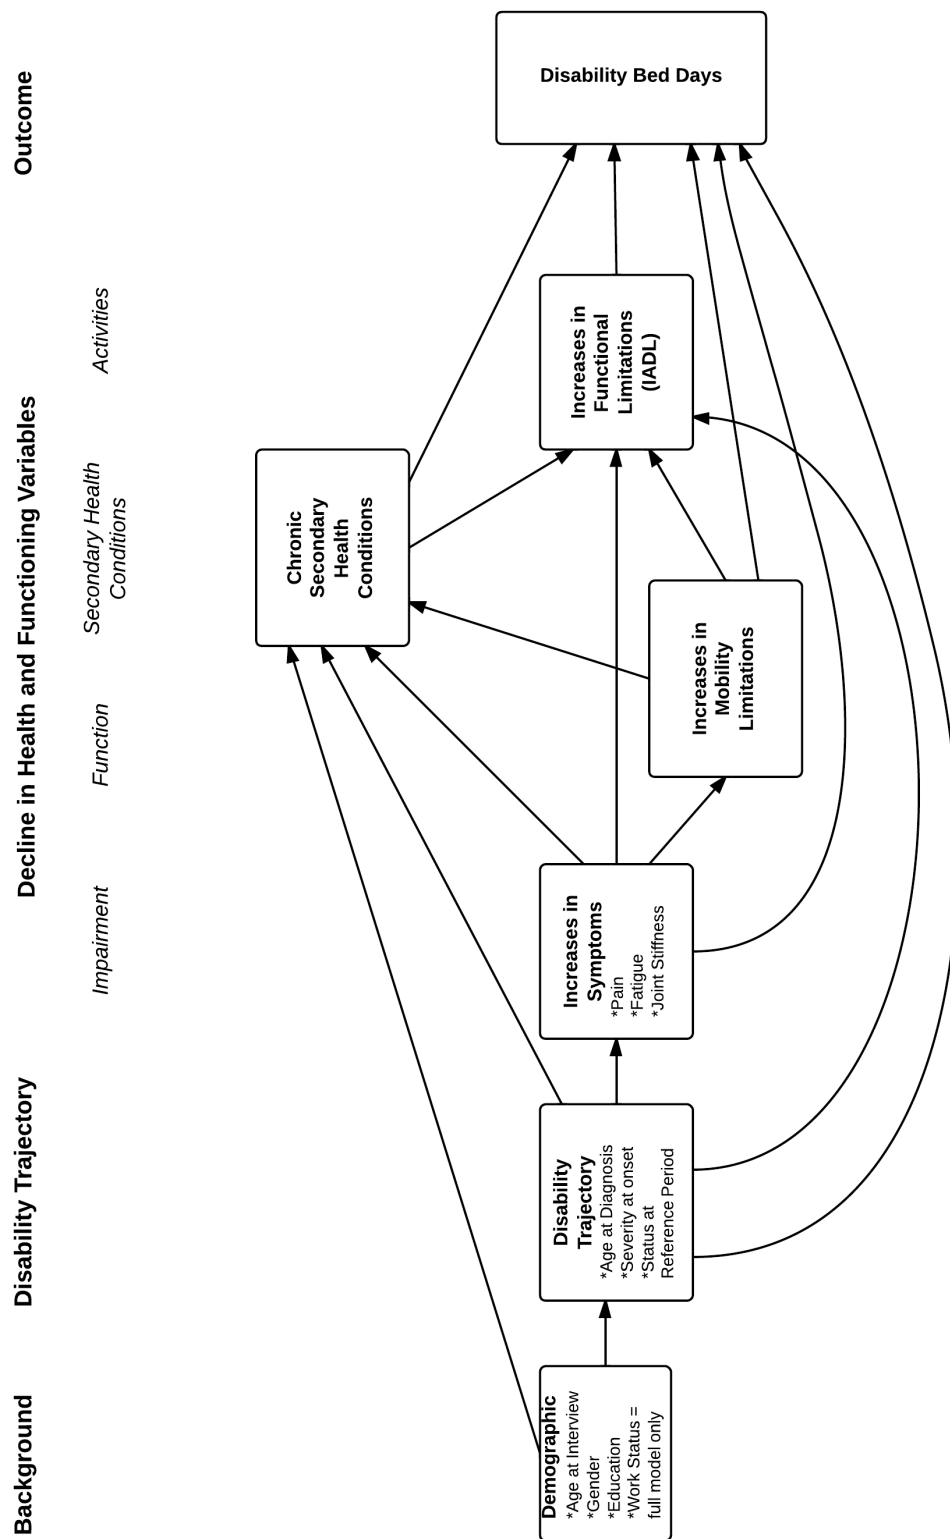 Background
Disability Trajectory
Decline in Health and Functioning Variables
Outcome
Impairment
Function
Secondary Health
Conditions
Activities
Demographic
*Age at Interview
*Gender
*Education
*Work Status =
full model only
Disability
Trajectory
*Age at Diagnosis
*Severity at onset
*Status at
Reference Period
Increases in
Symptoms
*Pain
*Fatigue
*Joint Stiffness
Chronic
Secondary
Health
Conditions
Increases in
Mobility
Limitations
Increases in
Functional
Limitations
(IADL)
Disability Bed Days